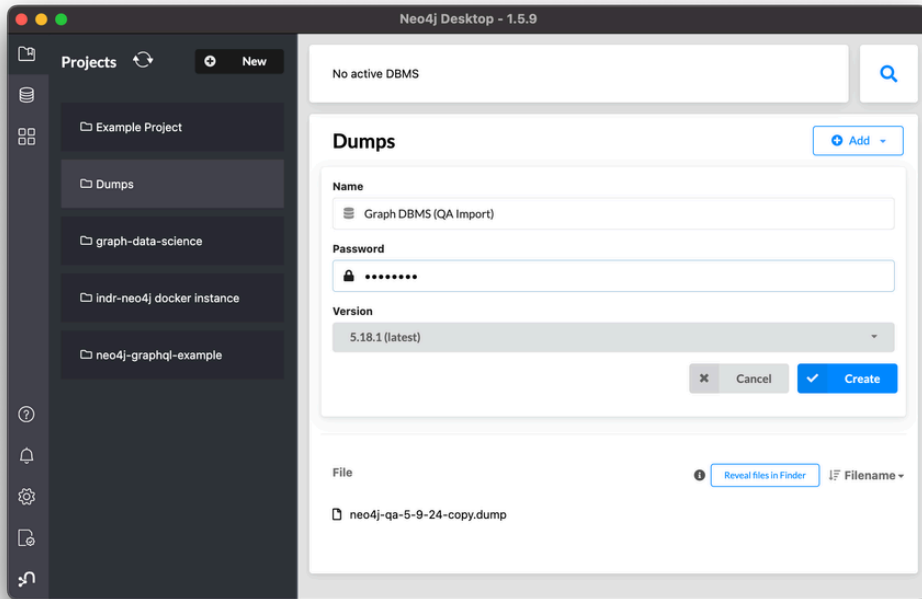 Neo4j Desktop - 1.5.9
Projects
New
Example Project
Dumps
graph-data-science
indr-neo4j docker instance
neo4j-graphql-example
No active DBMS
Dumps
Add
Name
Graph DBMS (QA Import)
Password
••••••••
Version
5.18.1 (latest)
Cancel
Create
File
Reveal files in Finder
Filename
neo4j-qa-5-9-24-copy.dump